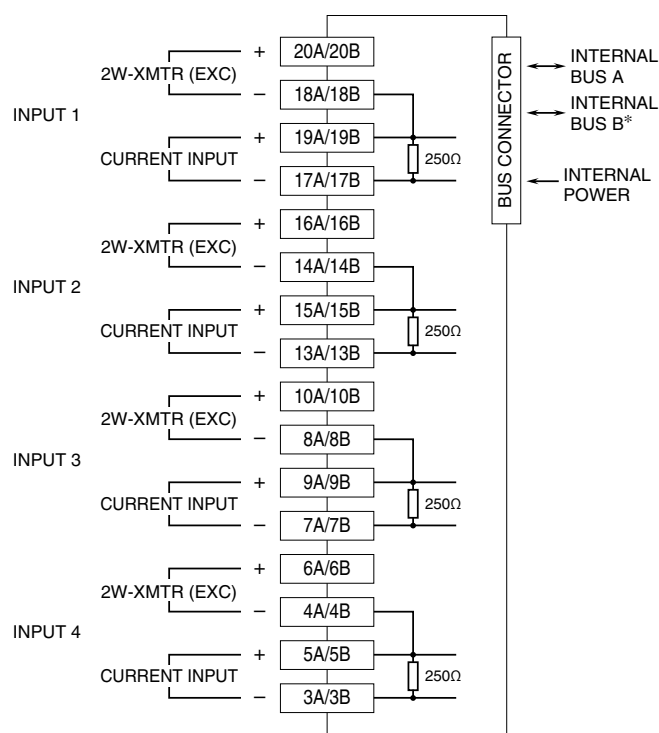 INPUT 1
2W-XMTR (EXC)
+ 20A/20B
− 18A/18B
CURRENT INPUT
+ 19A/19B
− 17A/17B
250Ω
INPUT 2
2W-XMTR (EXC)
+ 16A/16B
− 14A/14B
CURRENT INPUT
+ 15A/15B
− 13A/13B
250Ω
INPUT 3
2W-XMTR (EXC)
+ 10A/10B
− 8A/8B
CURRENT INPUT
+ 9A/9B
− 7A/7B
250Ω
INPUT 4
2W-XMTR (EXC)
+ 6A/6B
− 4A/4B
CURRENT INPUT
+ 5A/5B
− 3A/3B
250Ω
BUS CONNECTOR
INTERNAL
BUS A
INTERNAL
BUS B*
INTERNAL
POWER